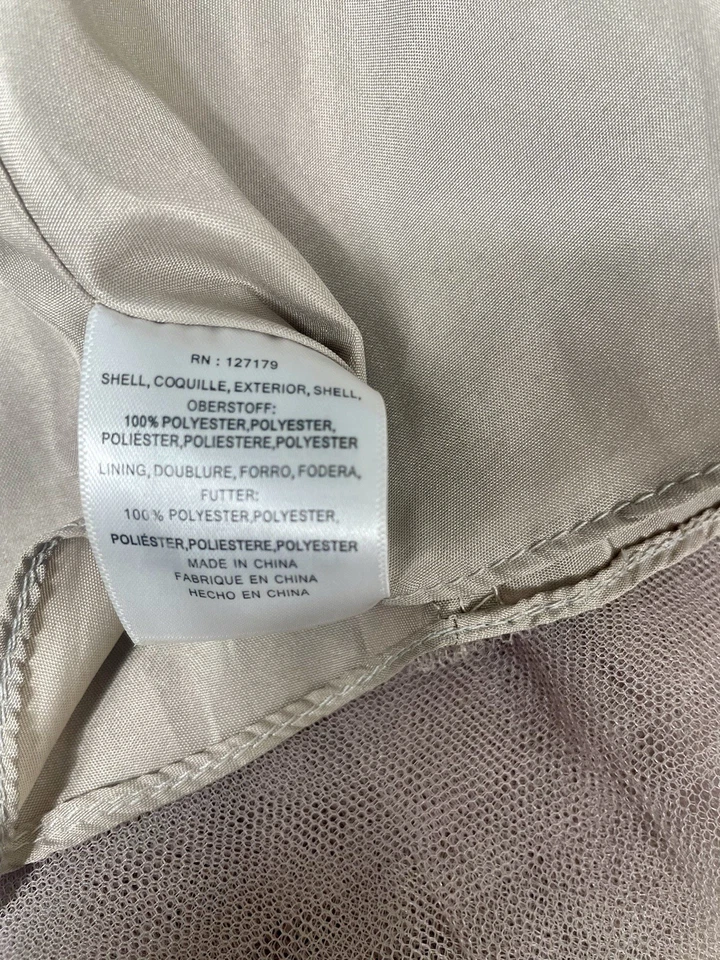 RN : 127179
SHELL, COQUILLE, EXTERIOR, SHELL,
OBERSTOFF:
100% POLYESTER,POLYESTER,
POLIÉSTER,POLIESTERE,POLYESTER
LINING, DOUBLURE, FORRO, FODERA,
FUTTER:
100% POLYESTER,POLYESTER,
POLIÉSTER,POLIESTERE,POLYESTER
MADE IN CHINA
FABRIQUE EN CHINA
HECHO EN CHINA